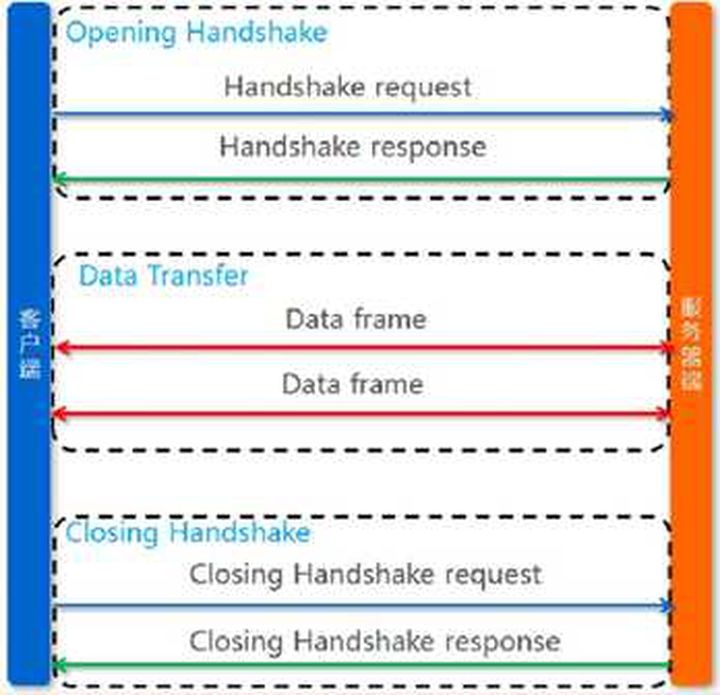 Opening Handshake
Handshake request
Handshake response
Data Transfer
Data frame
Data frame
客户端
服务器端
Closing Handshake
Closing Handshake request
Closing Handshake response